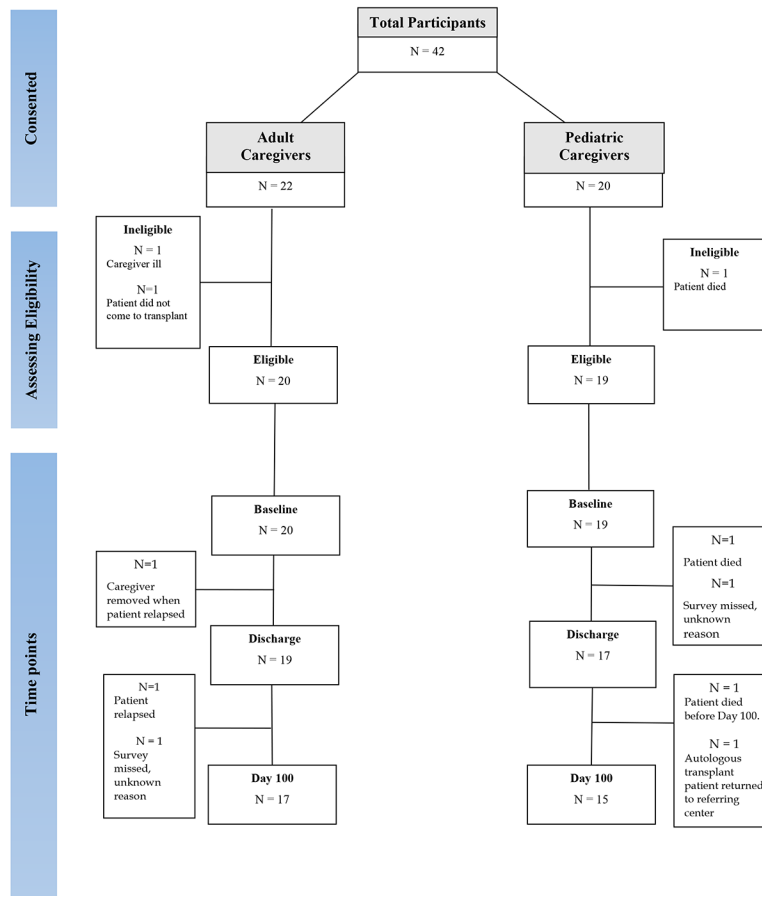 Consented
Total Participants
N = 42
Adult
Caregivers
N = 22
Pediatric
Caregivers
N = 20
Assessing Eligibility
Ineligible
N = 1
Caregiver ill
N=1
Patient did not
come to transplant
Ineligible
N = 1
Patient died
Eligible
N = 20
Eligible
N = 19
Time points
Baseline
N = 20
Baseline
N = 19
N=1
Caregiver
removed when
patient relapsed
N=1
Patient died
N=1
Survey missed,
unknown
reason
Discharge
N = 19
Discharge
N = 17
N=1
Patient
relapsed
N = 1
Survey
missed,
unknown
reason
N = 1
Patient died
before Day 100.
N = 1
Autologous
transplant
patient returned
to referring
center
Day 100
N = 17
Day 100
N = 15